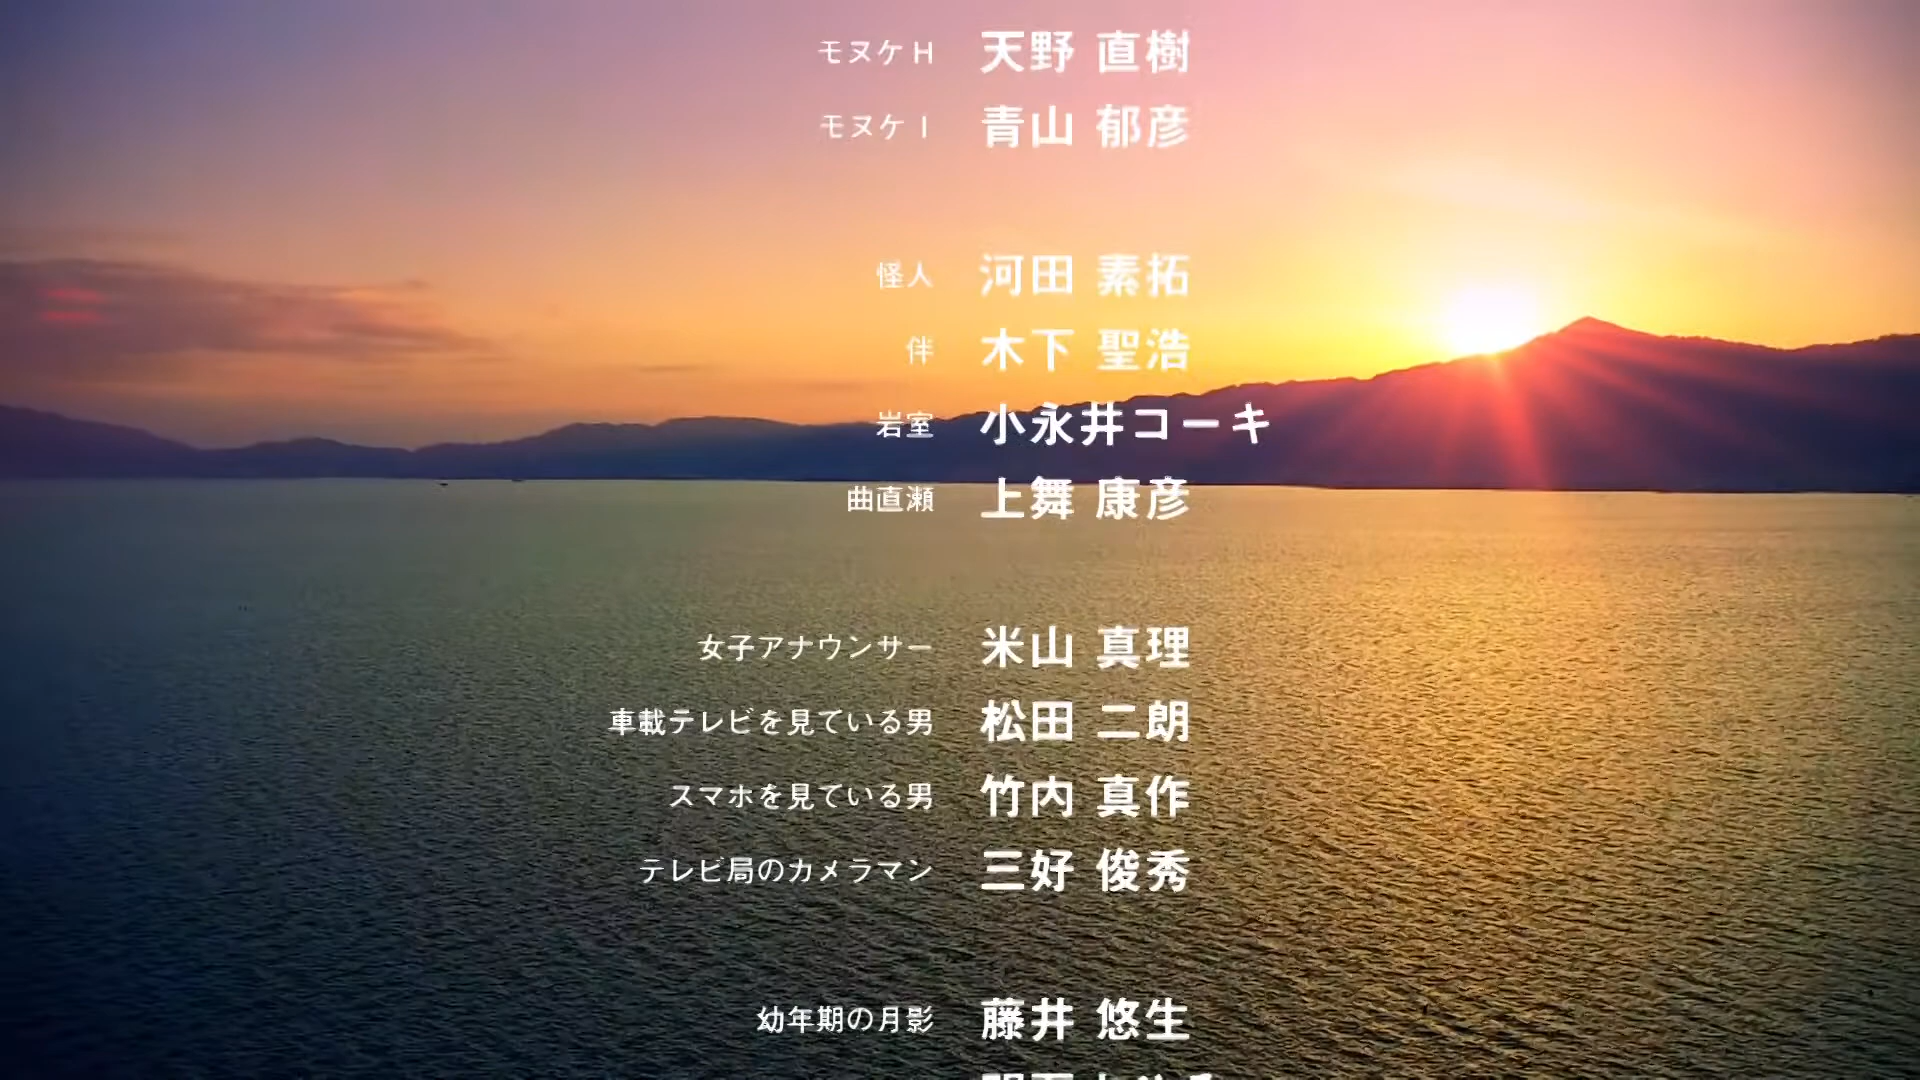 モヌケH 天野 直樹
モヌケI 青山 郁彦
怪人 河田 素拓
伴 木下 聖浩
岩室 小永井コーキ
曲直瀬 上舞 康彦
女子アナウンサー 米山 真理
車載テレビを見ている男 松田 二朗
スマホを見ている男 竹内 真作
テレビ局のカメラマン 三好 俊秀
幼年期の月影 藤井 悠生